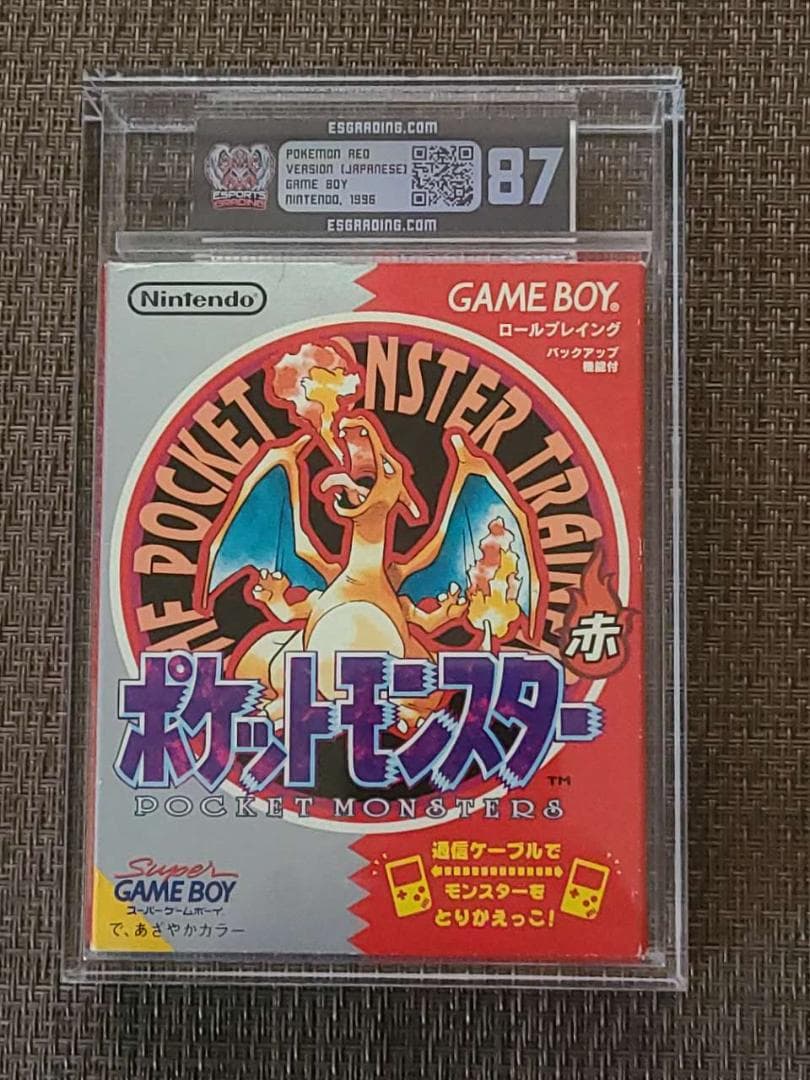 ESGRADING.COM
ESPORTS
GRADING
POKEMON RED
VERSION (JAPANESE)
GAME BOY
NINTENDO, 1996
87
ESGRADING.COM
Nintendo
GAME BOY®
ロールプレイング
バックアップ
機能付
OF POCKET MONSTER TRAINE
赤
ポケットモンスター
TM
POCKET MONSTERS
通信ケーブルで
モンスターを
とりかえっこ!
Super
GAME BOY
スーパーゲームボーイ
で、あざやかカラー